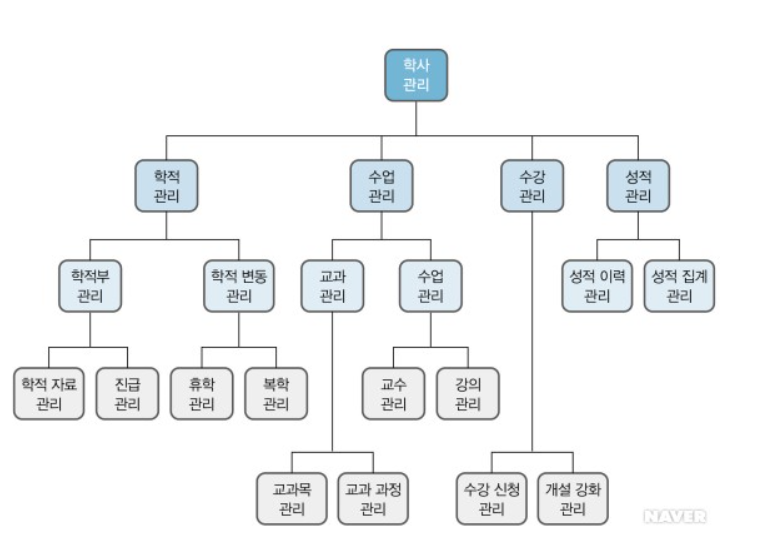 학사
관리
학적
관리
수업
관리
수강
관리
성적
관리
학적부
관리
학적 변동
관리
교과
관리
수업
관리
성적 이력
관리
성적 집계
관리
학적 자료
관리
진급
관리
휴학
관리
복학
관리
교수
관리
강의
관리
교과목
관리
교과 과정
관리
수강 신청
관리
개설 강화
관리
NAVER